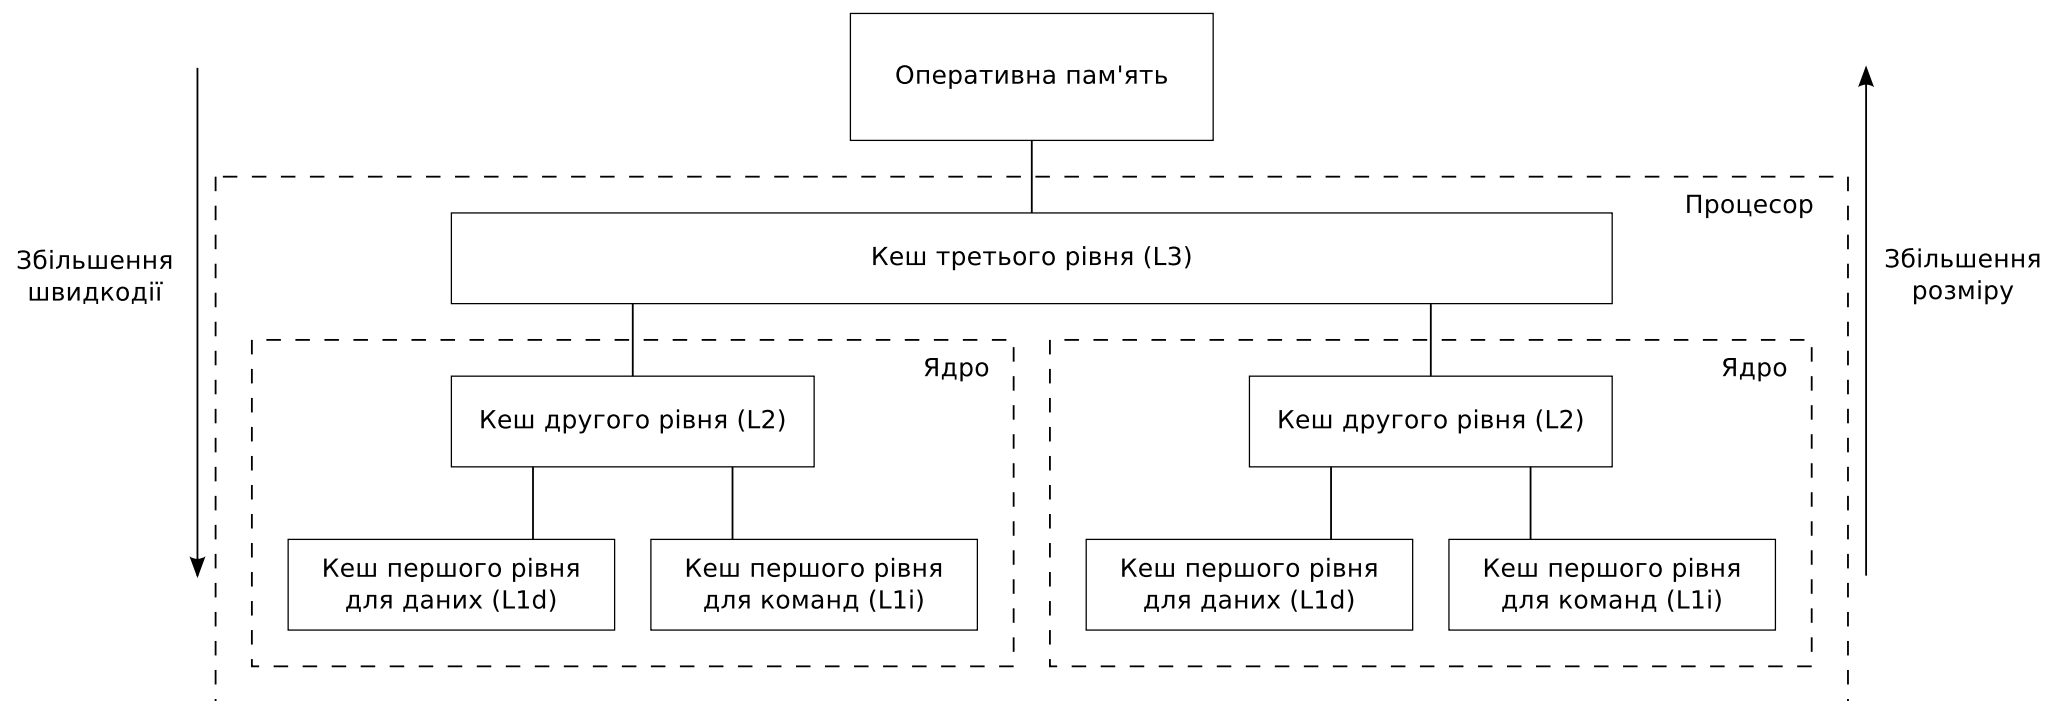 Оперативна пам'ять
Процесор
Збільшення
швидкодії
Кеш третього рівня (L3)
Збільшення
розміру
Ядро
Ядро
Кеш другого рівня (L2)
Кеш другого рівня (L2)
Кеш першого рівня
для даних (L1d)
Кеш першого рівня
для команд (L1i)
Кеш першого рівня
для даних (L1d)
Кеш першого рівня
для команд (L1i)